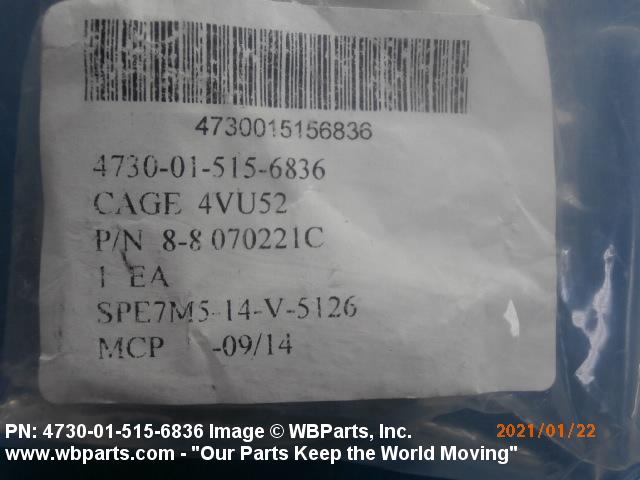 4730015156836
4730-01-515-6836
CAGE 4VU52
P/N 8-8 070221C
1 EA
SPE7M5-14-V-5126
MCP -09/14
PN: 4730-01-515-6836 Image © WBParts, Inc.
2021/01/22
www.wbparts.com - "Our Parts Keep the World Moving"